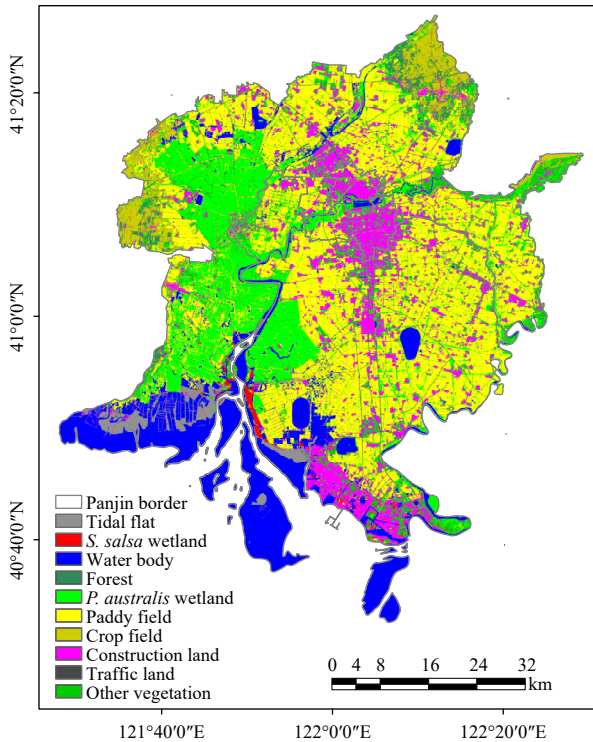 41°20′0″N
41°0′0″N
40°40′0″N
Panjin border
Tidal flat
S. salsa wetland
Water body
Forest
P. australis wetland
Paddy field
Crop field
Construction land
Traffic land
Other vegetation
0 4 8 16 24 32
km
121°40′0″E 122°0′0″E 122°20′0″E